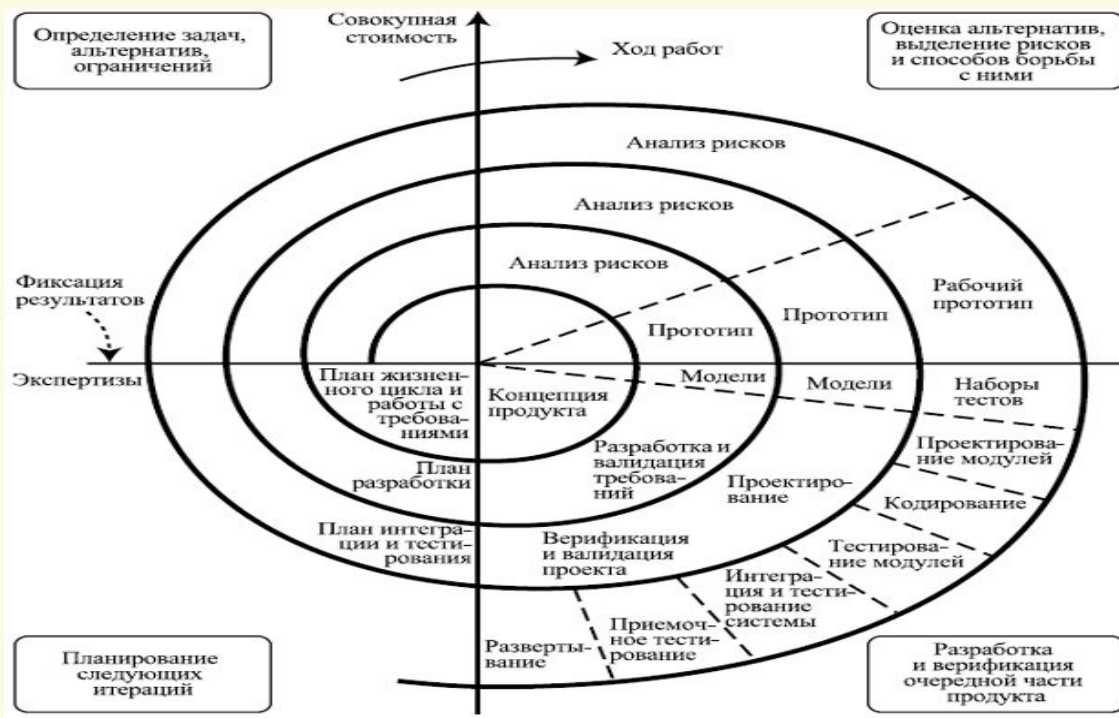 Определение задач,
альтернатив,
ограничений
Совокупная
стоимость
Ход работ
Оценка альтернатив,
выделение рисков
и способов борьбы
с ними
Анализ рисков
Анализ рисков
Анализ рисков
Фиксация
результатов
Экспертизы
Прототип
Прототип
Рабочий
прототип
План жизнен-
ного цикла и
работы с
требова-
ниями
Концепция
продукта
Модели
Модели
Наборы
тестов
План
разработки
Разработка и
валидация
требова-
ний
Проектиро-
вание
Проектирова-
ние модулей
Кодирование
План интегра-
ции и тести-
рования
Верификация
и валидация
проекта
Тестирова-
ние модулей
Интегра-
ция и тести-
рование
системы
Приемоч-
ное тести-
рование
Разверты-
вание
Планирование
следующих
итераций
Разработка
и верификация
очередной части
продукта